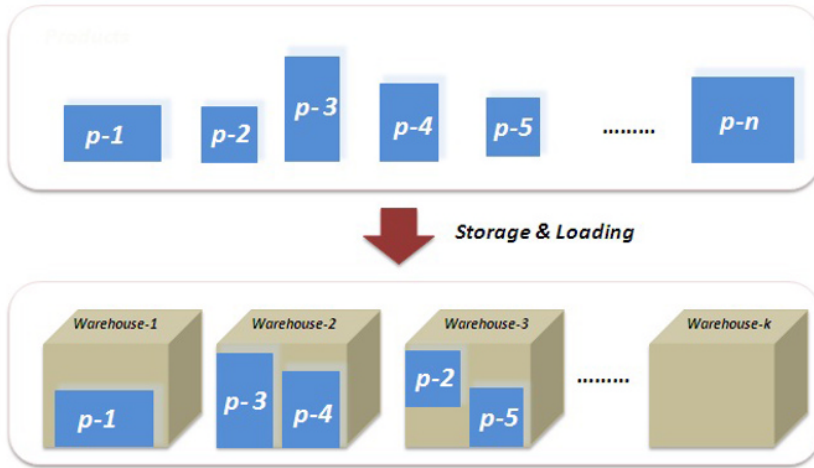 Products
p-1
p-2
p-3
p-4
p-5
.........
p-n
Storage & Loading
Warehouse-1
Warehouse-2
Warehouse-3
Warehouse-k
p-1
p-3
p-4
p-2
p-5
.........